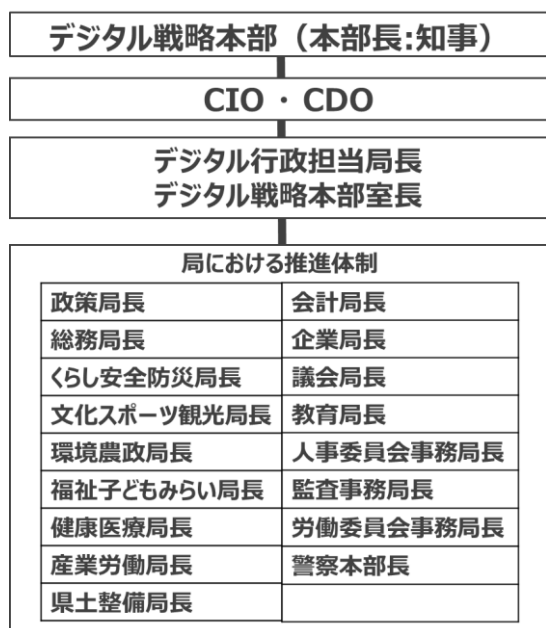 デジタル戦略本部（本部長:知事）
CIO ・ CDO
デジタル行政担当局長
デジタル戦略本部室長
局における推進体制
政策局長
会計局長
総務局長
企業局長
くらし安全防災局長
議会局長
文化スポーツ観光局長
教育局長
環境農政局長
人事委員会事務局長
福祉子どもみらい局長
監査事務局長
健康医療局長
労働委員会事務局長
産業労働局長
警察本部長
県土整備局長